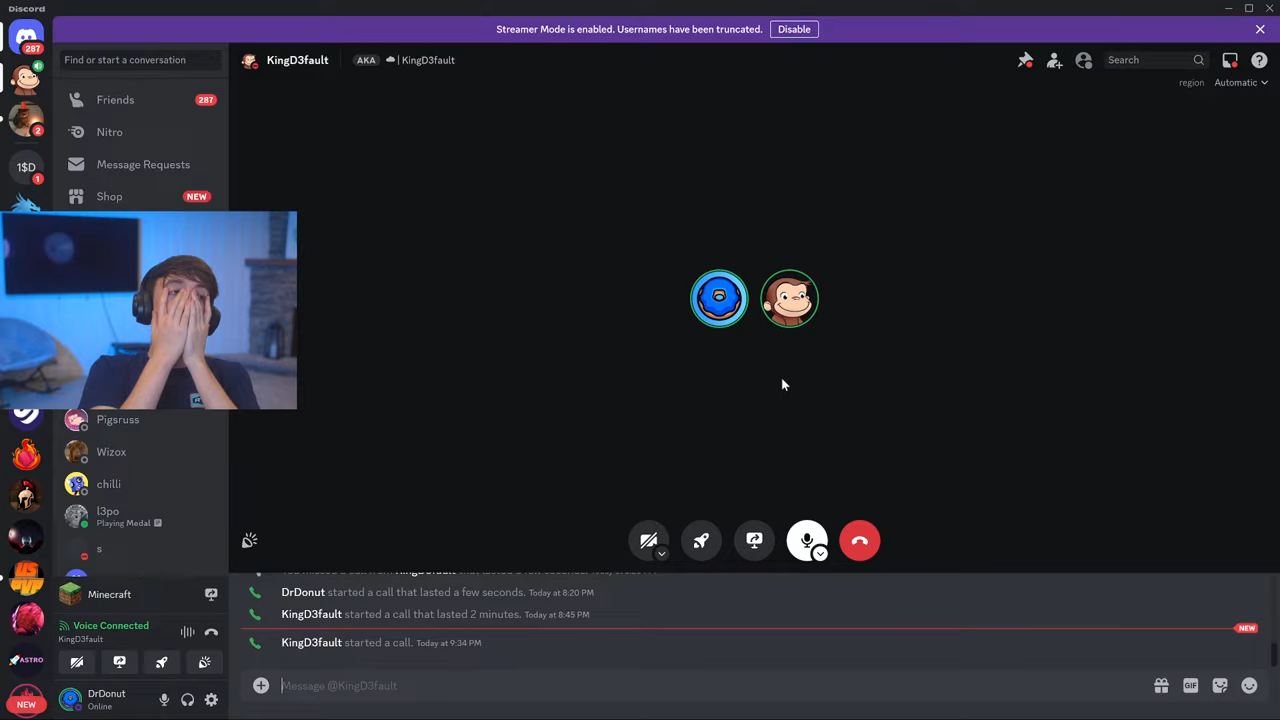 Discord
Streamer Mode is enabled. Usernames have been truncated.
Disable
287
Find or start a conversation
KingD3fault
AKA
KingD3fault
Search
region
Automatic
Friends
287
2
Nitro
1$D
1
Message Requests
Shop
NEW
Pigsruss
Wizox
chilli
l3po
Playing Medal
s
Minecraft
Voice Connected
KingD3fault
ASTRO
NEW
DrDonut
Online
DrDonut started a call that lasted a few seconds. Today at 8:20 PM
KingD3fault started a call that lasted 2 minutes. Today at 8:45 PM
NEW
KingD3fault started a call. Today at 9:34 PM
Message @KingD3fault
GIF